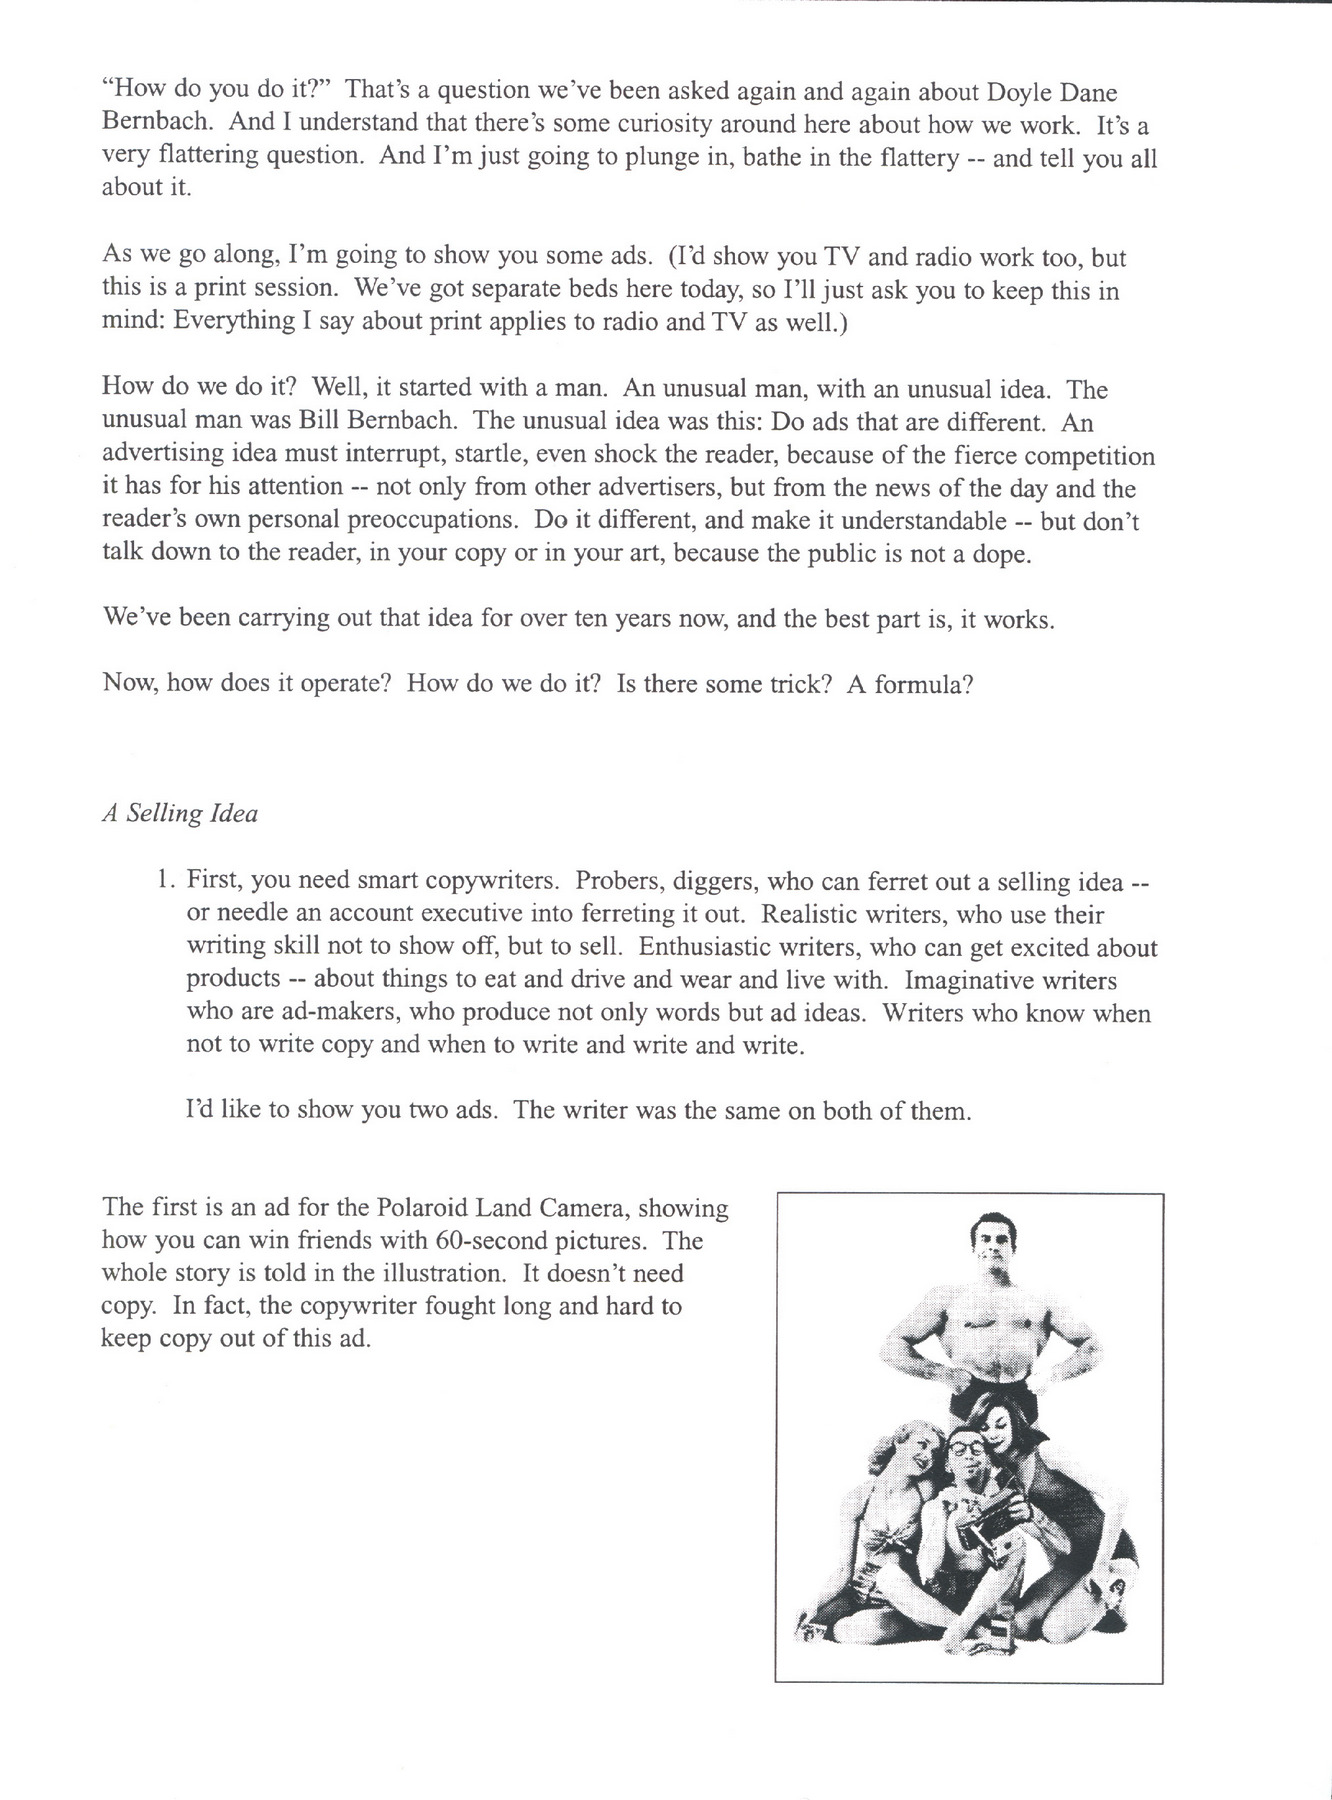 “How do you do it?”  That’s a question we’ve been asked again and again about Doyle Dane
Bernbach.  And I understand that there’s some curiosity around here about how we work.  It’s a
very flattering question.  And I’m just going to plunge in, bathe in the flattery -- and tell you all
about it.
As we go along, I’m going to show you some ads.  (I’d show you TV and radio work too, but
this is a print session.  We’ve got separate beds here today, so I’ll just ask you to keep this in
mind: Everything I say about print applies to radio and TV as well.)
How do we do it?  Well, it started with a man.  An unusual man, with an unusual idea.  The
unusual man was Bill Bernbach.  The unusual idea was this: Do ads that are different.  An
advertising idea must interrupt, startle, even shock the reader, because of the fierce competition
it has for his attention -- not only from other advertisers, but from the news of the day and the
reader’s own personal preoccupations.  Do it different, and make it understandable -- but don’t
talk down to the reader, in your copy or in your art, because the public is not a dope.
We’ve been carrying out that idea for over ten years now, and the best part is, it works.
Now, how does it operate?  How do we do it?  Is there some trick?  A formula?
A Selling Idea
1. First, you need smart copywriters.  Probers, diggers, who can ferret out a selling idea --
or needle an account executive into ferreting it out.  Realistic writers, who use their
writing skill not to show off, but to sell.  Enthusiastic writers, who can get excited about
products -- about things to eat and drive and wear and live with.  Imaginative writers
who are ad-makers, who produce not only words but ad ideas.  Writers who know when
not to write copy and when to write and write and write.
I’d like to show you two ads.  The writer was the same on both of them.
The first is an ad for the Polaroid Land Camera, showing
how you can win friends with 60-second pictures.  The
whole story is told in the illustration.  It doesn’t need
copy.  In fact, the copywriter fought long and hard to
keep copy out of this ad.